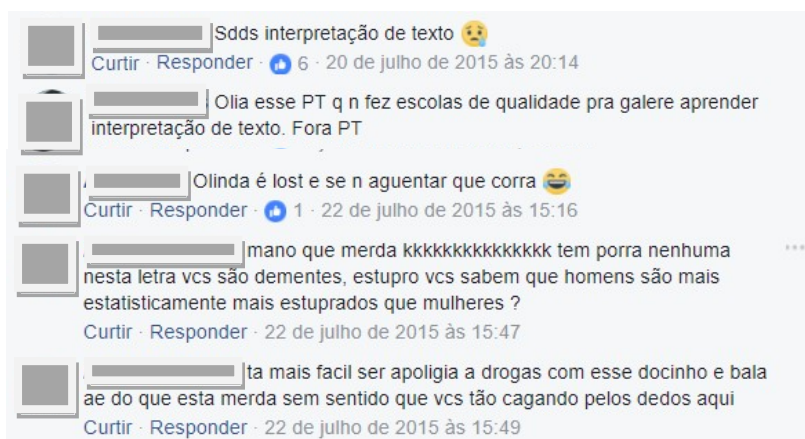 Sdds interpretação de texto 😢
Curtir · Responder · 6 · 20 de julho de 2015 às 20:14
Olia esse PT q n fez escolas de qualidade pra galere aprender
interpretação de texto. Fora PT
Olinda é lost e se n aguentar que corra 😂
Curtir · Responder · 1 · 22 de julho de 2015 às 15:16
mano que merda kkkkkkkkkkkkkkkk tem porra nenhuma
nesta letra vcs são dementes, estupro vcs sabem que homens são mais
estatisticamente mais estuprados que mulheres ?
Curtir · Responder · 22 de julho de 2015 às 15:47
ta mais facil ser apoligia a drogas com esse docinho e bala
ae do que esta merda sem sentido que vcs tão cagando pelos dedos aqui
Curtir · Responder · 22 de julho de 2015 às 15:49